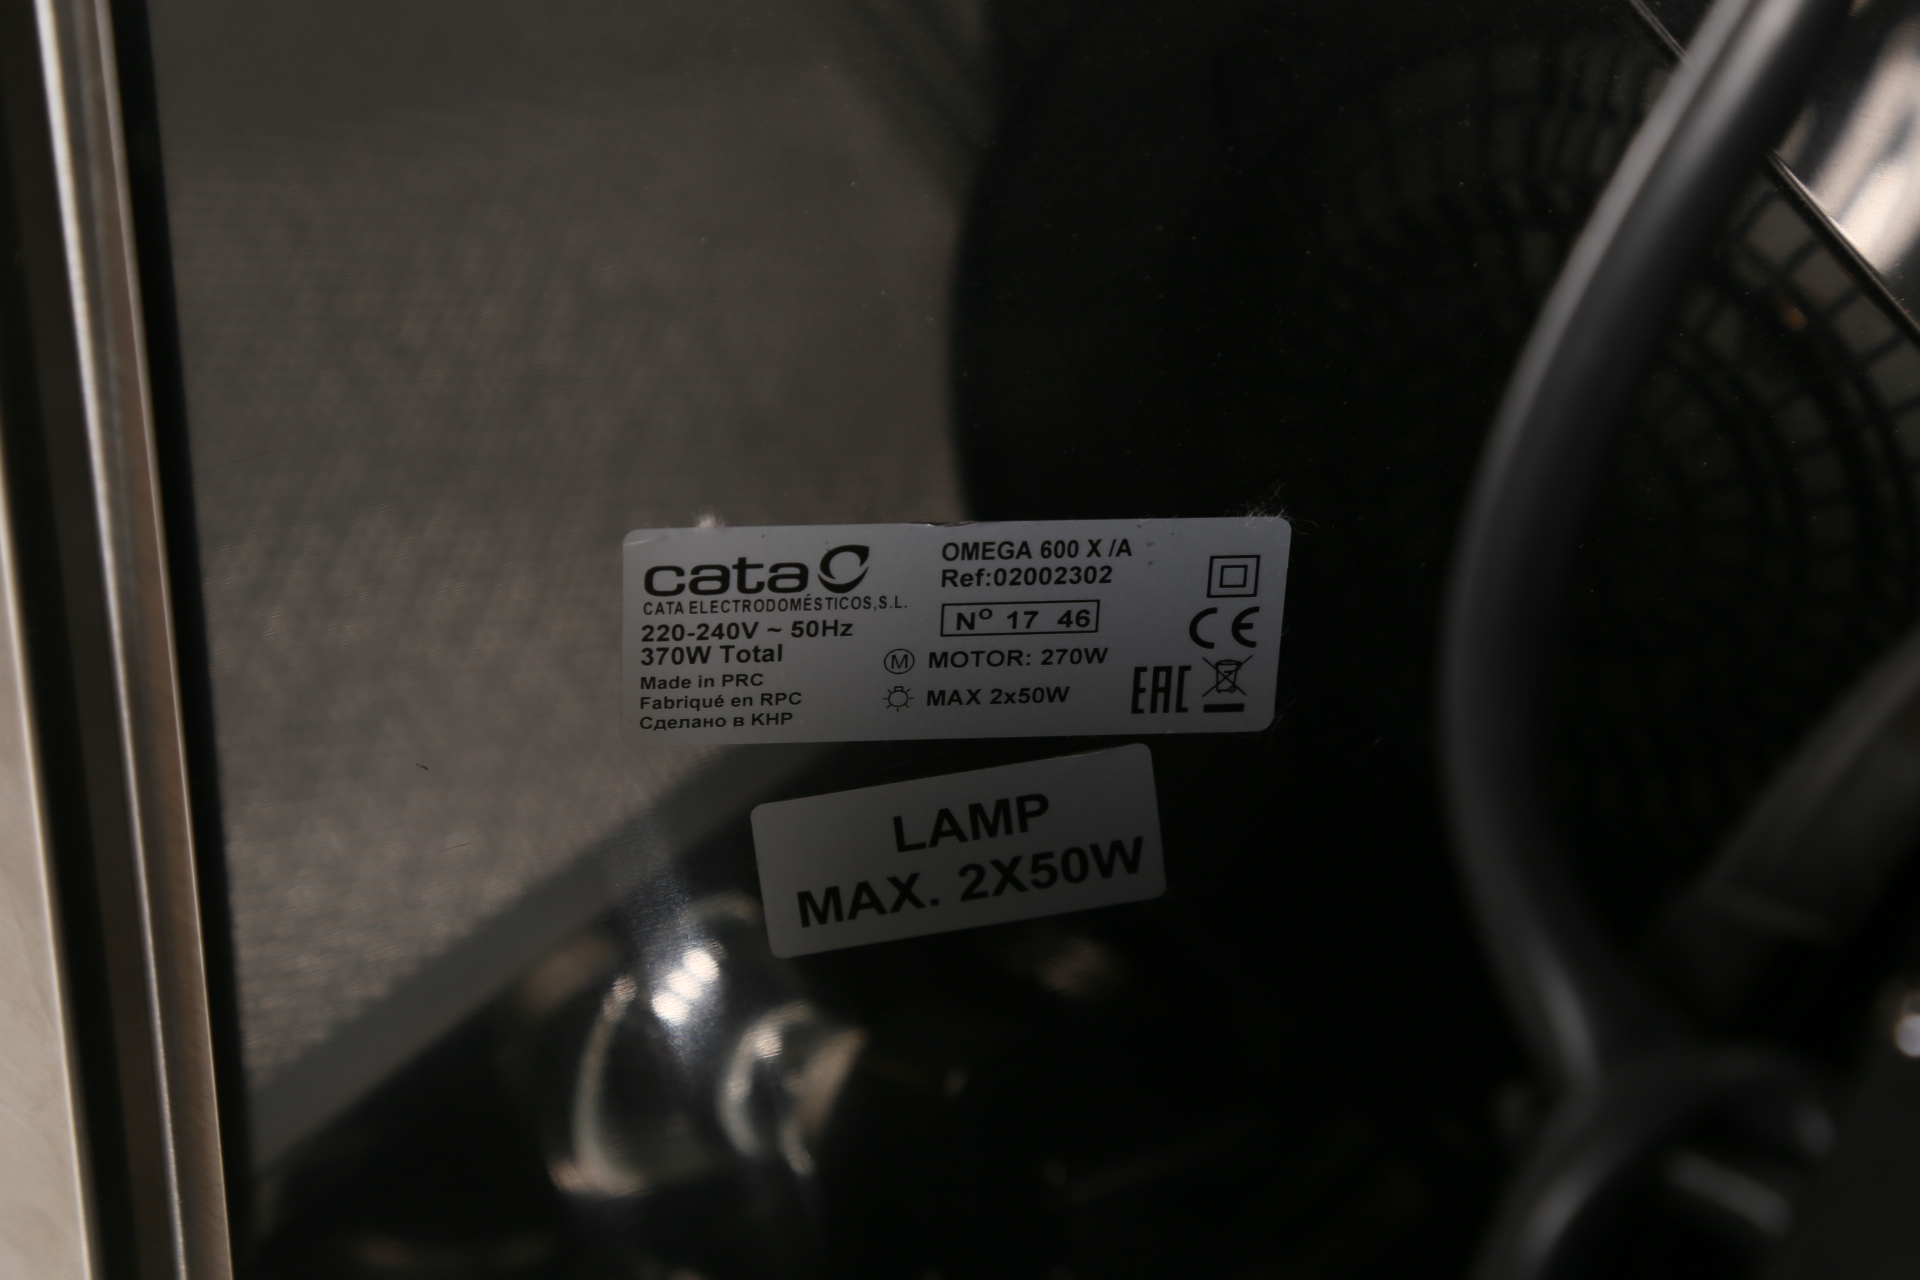 cata
CATA ELECTRODOMÉSTICOS,S.L.
220-240V ~ 50Hz
370W Total
Made in PRC
Fabriqué en RPC
Сделано в КНР
OMEGA 600 X /A
Ref:02002302
Nº 17 46
M MOTOR: 270W
MAX 2x50W
CE
EAC
LAMP
MAX. 2X50W